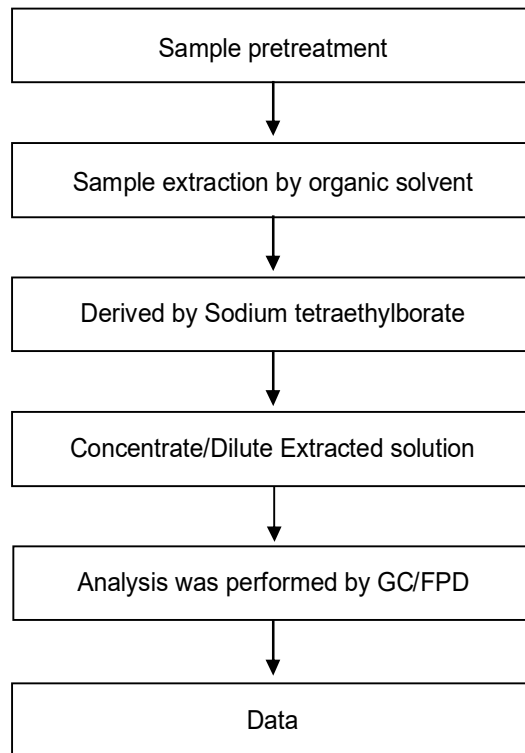 Sample pretreatment
Sample extraction by organic solvent
Derived by Sodium tetraethylborate
Concentrate/Dilute Extracted solution
Analysis was performed by GC/FPD
Data